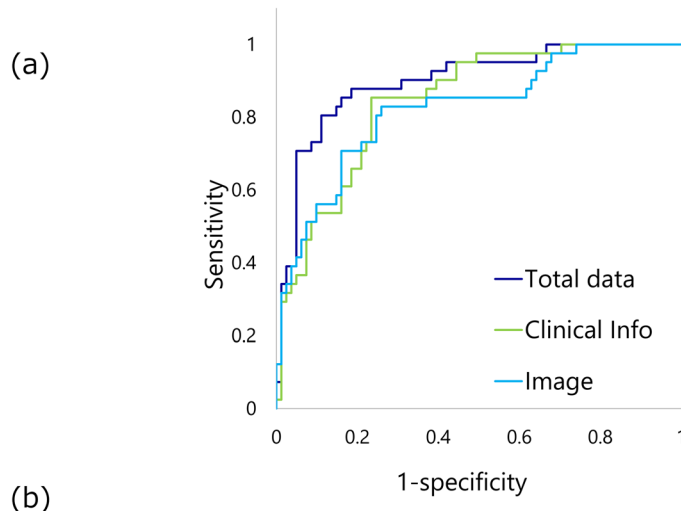 (a)
1
0.8
0.6
0.4
0.2
0
Sensitivity
Total data
Clinical Info
Image
0 0.2 0.4 0.6 0.8 1
1-specificity
(b)